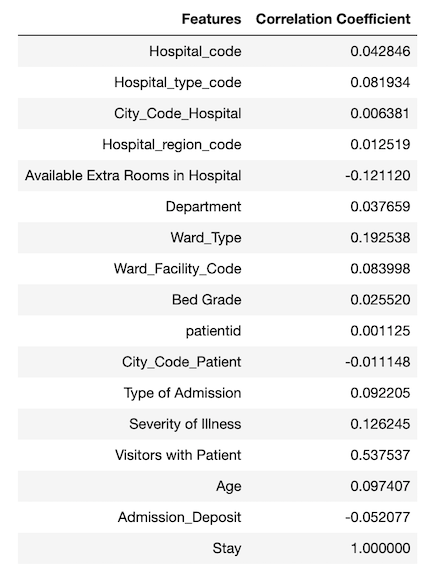 Features Correlation Coefficient
Hospital_code 0.042846
Hospital_type_code 0.081934
City_Code_Hospital 0.006381
Hospital_region_code 0.012519
Available Extra Rooms in Hospital -0.121120
Department 0.037659
Ward_Type 0.192538
Ward_Facility_Code 0.083998
Bed Grade 0.025520
patientid 0.001125
City_Code_Patient -0.011148
Type of Admission 0.092205
Severity of Illness 0.126245
Visitors with Patient 0.537537
Age 0.097407
Admission_Deposit -0.052077
Stay 1.000000